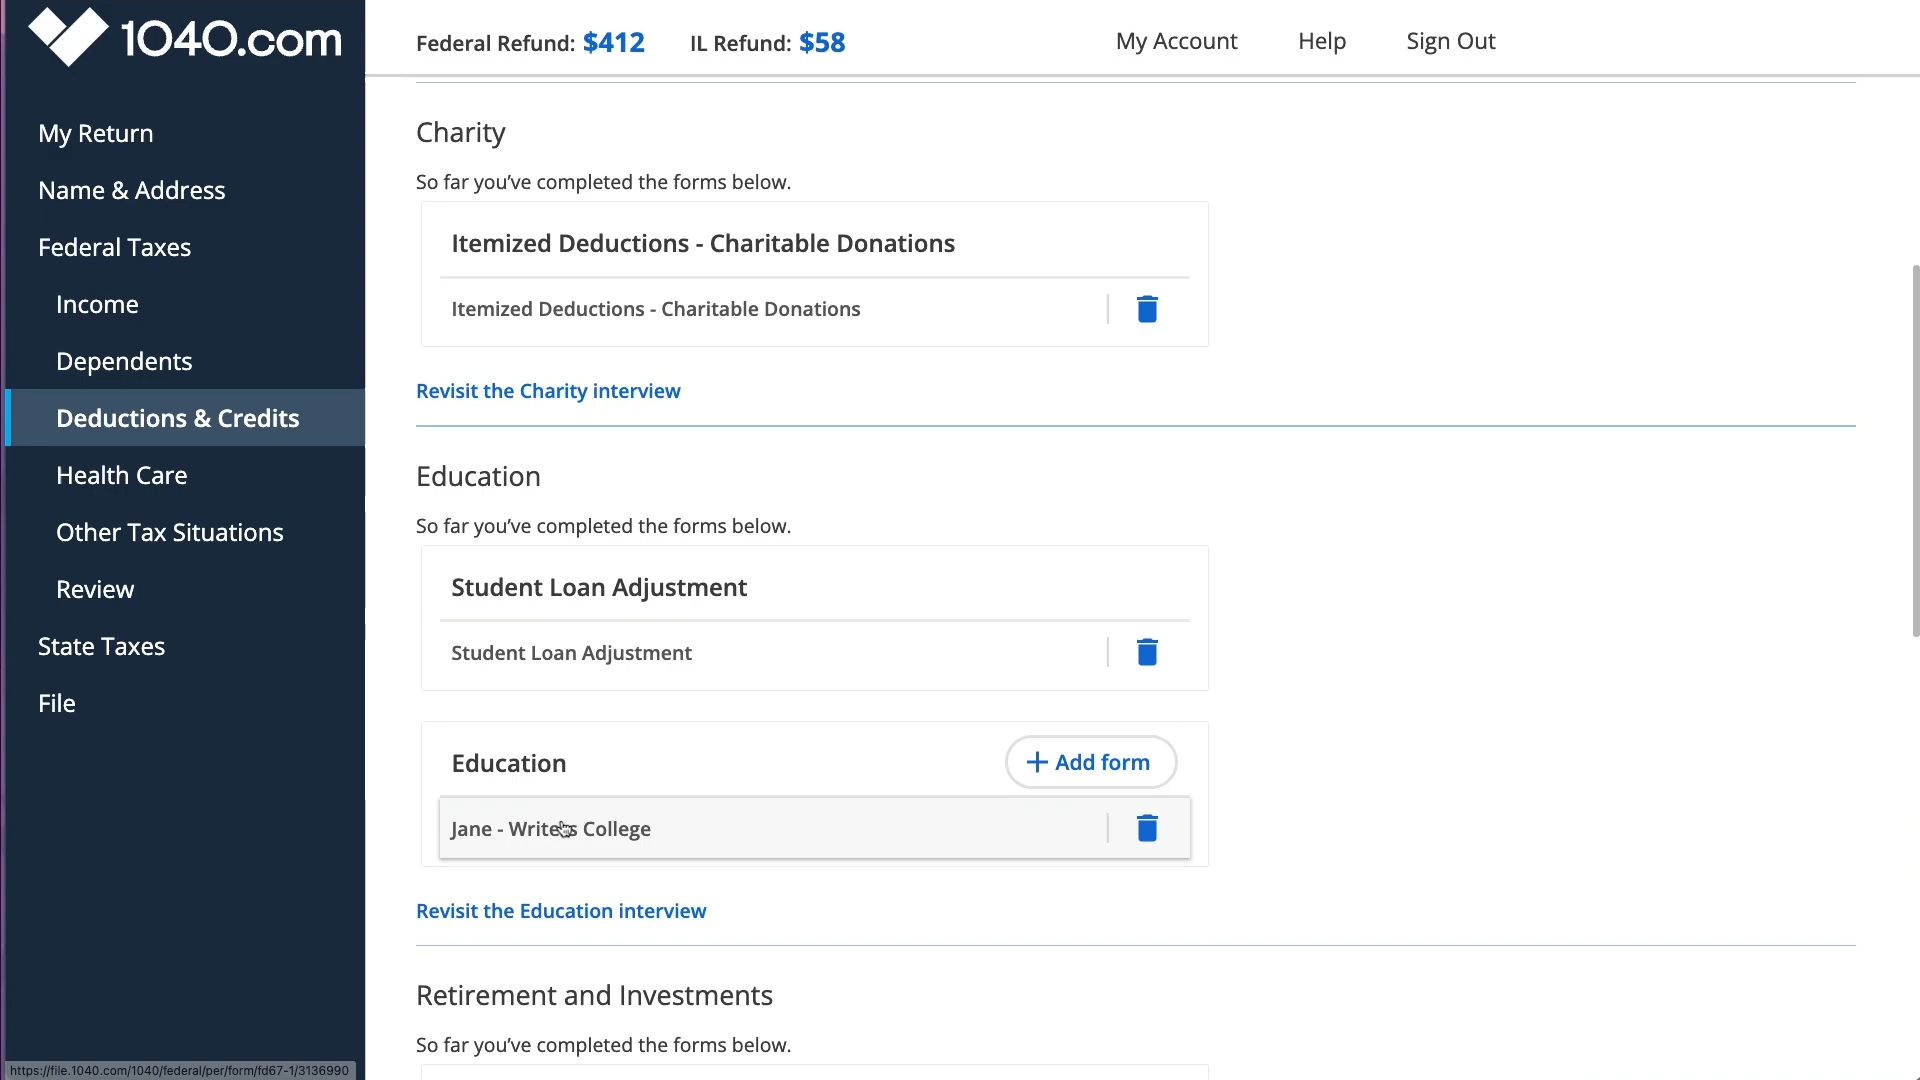 1040.com
Federal Refund: $412 IL Refund: $58 My Account Help Sign Out
My Return
Name & Address
Federal Taxes
Income
Dependents
Deductions & Credits
Health Care
Other Tax Situations
Review
State Taxes
File
Charity
So far you've completed the forms below.
Itemized Deductions - Charitable Donations
Itemized Deductions - Charitable Donations
Revisit the Charity interview
Education
So far you've completed the forms below.
Student Loan Adjustment
Student Loan Adjustment
Education + Add form
Jane - Writers College
Revisit the Education interview
Retirement and Investments
So far you've completed the forms below.
https://file.1040.com/1040/federal/per/form/fd67-1/3136990